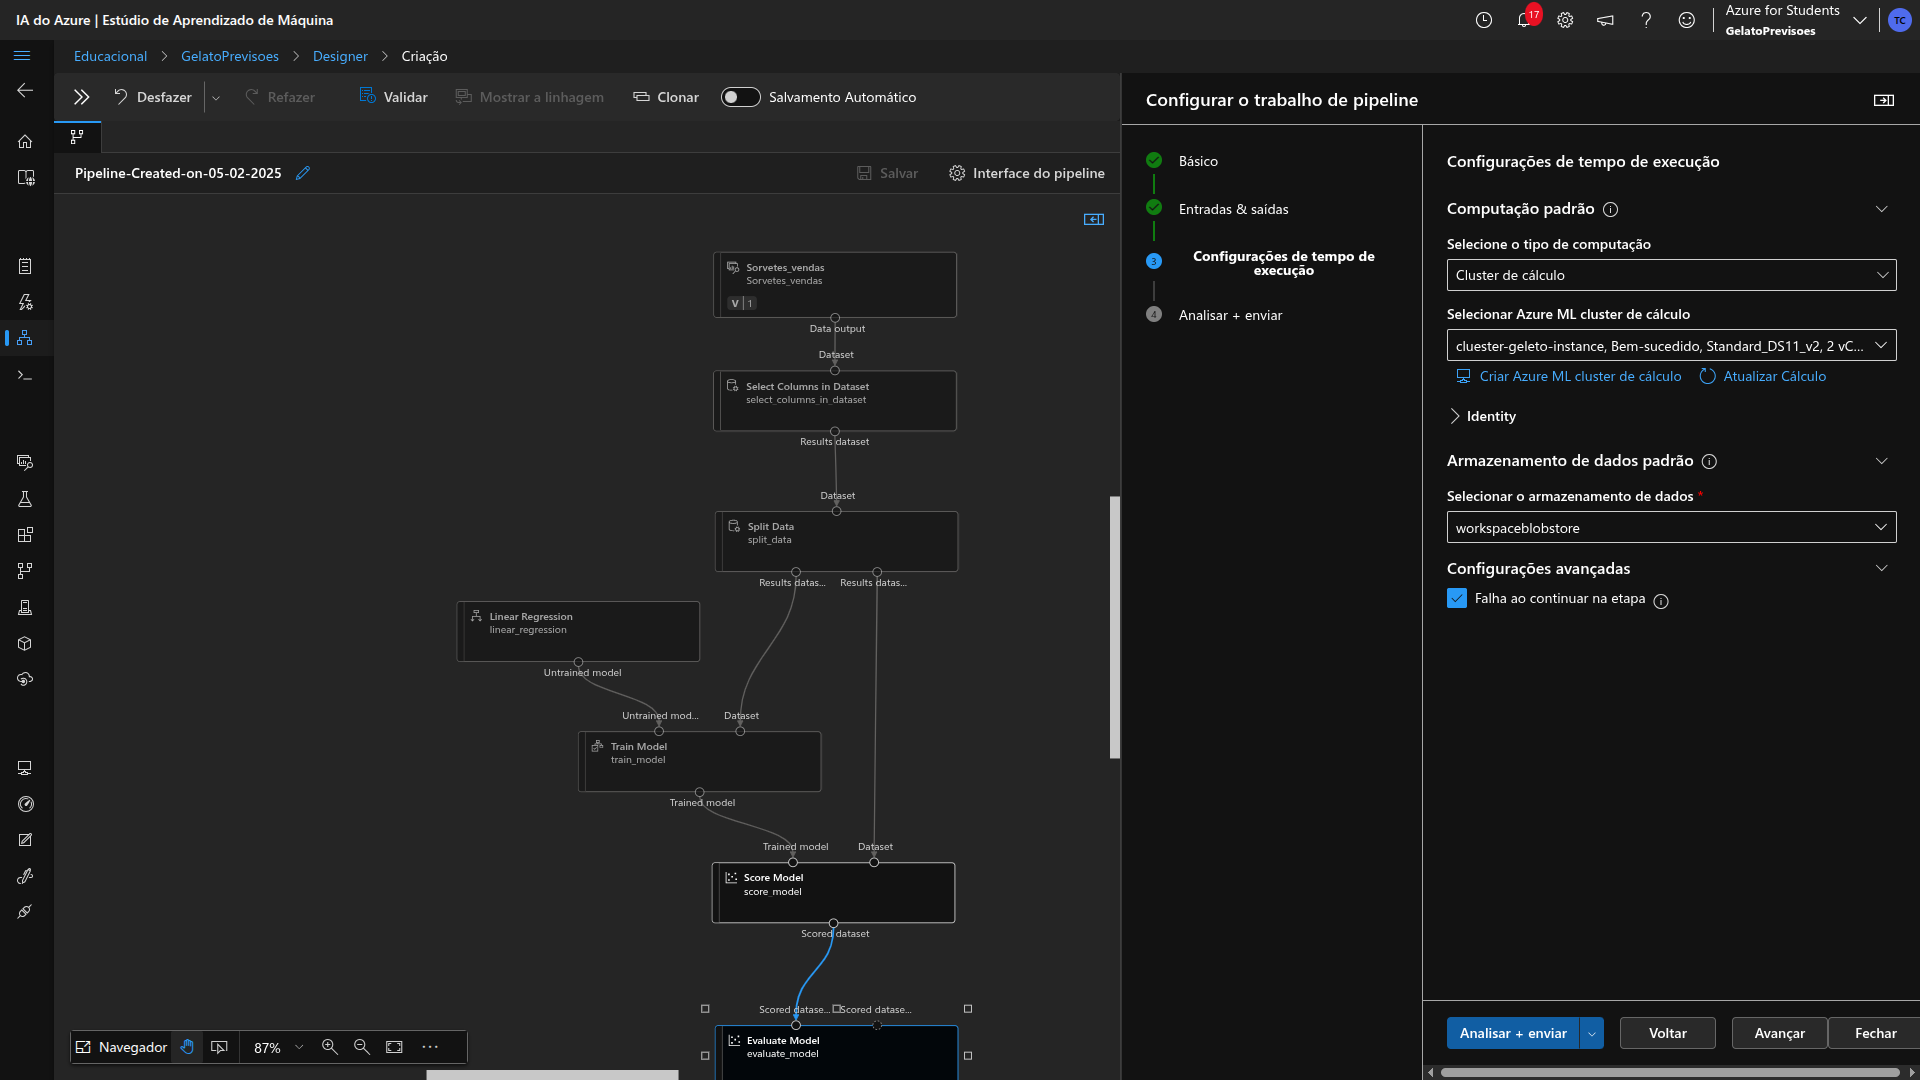 IA do Azure | Estúdio de Aprendizado de Máquina
17
Azure for Students
GelatoPrevisoes
TC
Educacional
GelatoPrevisoes
Designer
Criação
Desfazer
Refazer
Validar
Mostrar a linhagem
Clonar
Salvamento Automático
Pipeline-Created-on-05-02-2025
Salvar
Interface do pipeline
Sorvetes_vendas
Sorvetes_vendas
V 1
Data output
Dataset
Select Columns in Dataset
select_columns_in_dataset
Results dataset
Dataset
Split Data
split_data
Results datas...
Results datas...
Linear Regression
linear_regression
Untrained model
Untrained mod...
Dataset
Train Model
train_model
Trained model
Trained model
Dataset
Score Model
score_model
Scored dataset
Scored datase...
Scored datase...
Evaluate Model
evaluate_model
Navegador
87%
Configurar o trabalho de pipeline
Básico
Entradas & saídas
3
Configurações de tempo de
execução
4
Analisar + enviar
Configurações de tempo de execução
Computação padrão
Selecione o tipo de computação
Cluster de cálculo
Selecionar Azure ML cluster de cálculo
cluester-geleto-instance, Bem-sucedido, Standard_DS11_v2, 2 vC...
Criar Azure ML cluster de cálculo
Atualizar Cálculo
Identity
Armazenamento de dados padrão
Selecionar o armazenamento de dados *
workspaceblobstore
Configurações avançadas
Falha ao continuar na etapa
Analisar + enviar
Voltar
Avançar
Fechar